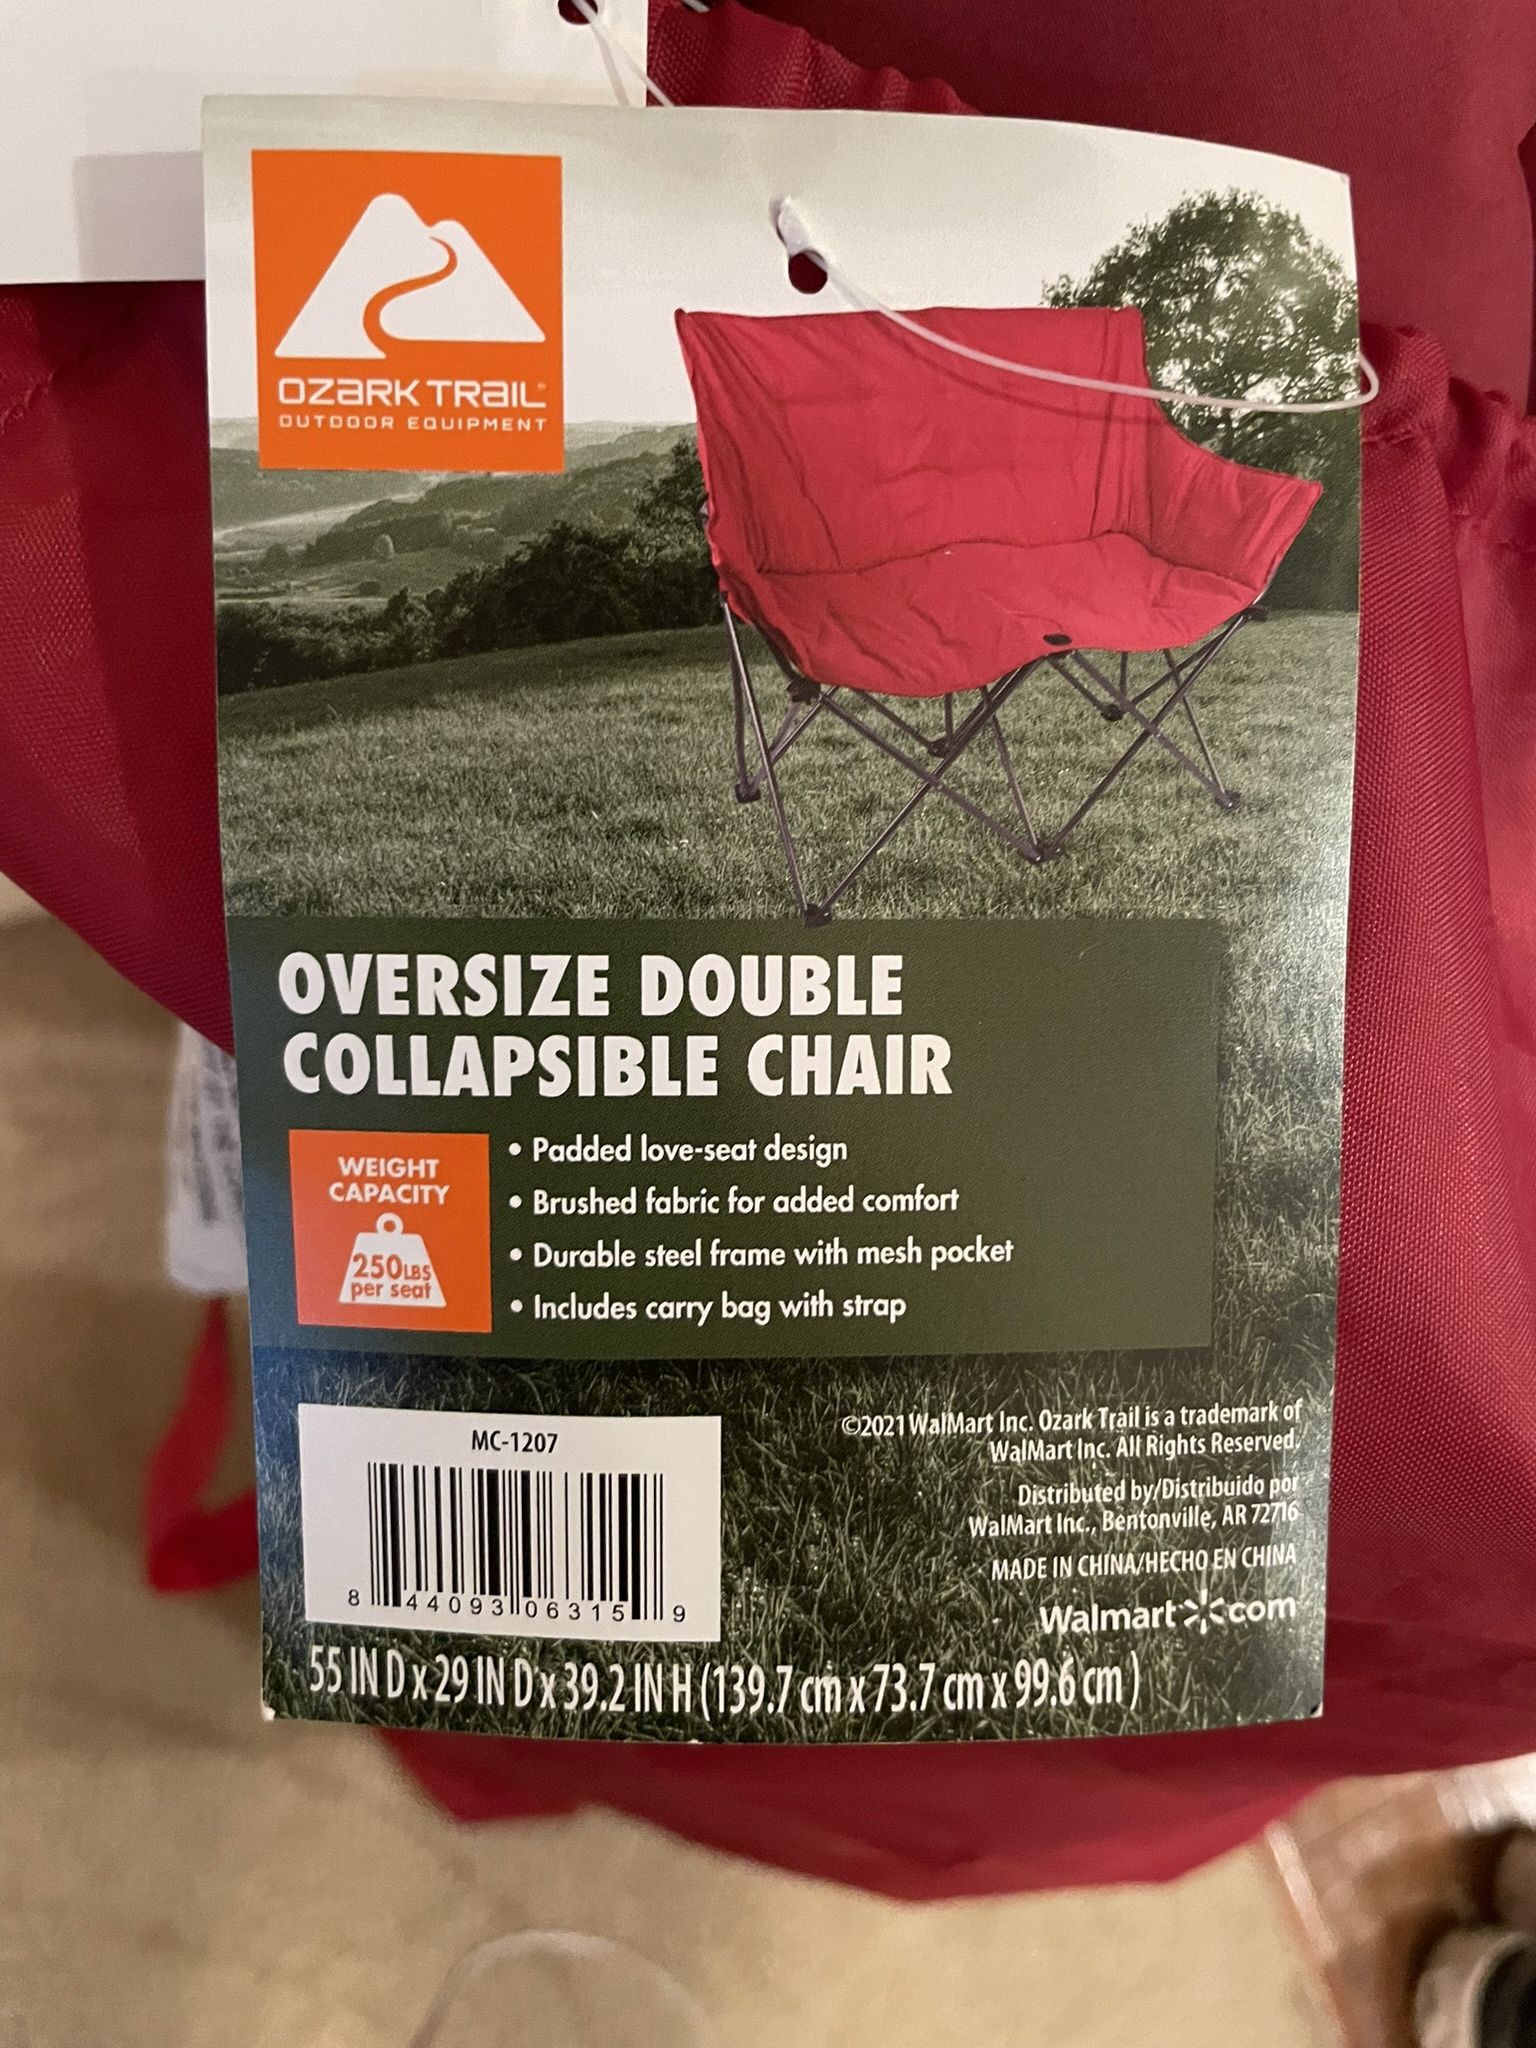 OZARK TRAIL
OUTDOOR EQUIPMENT
OVERSIZE DOUBLE
COLLAPSIBLE CHAIR
WEIGHT
CAPACITY
250LBS
per seat
• Padded love-seat design
• Brushed fabric for added comfort
• Durable steel frame with mesh pocket
• Includes carry bag with strap
MC-1207
8 44093 06315 9
©2021 WalMart Inc. Ozark Trail is a trademark of
WalMart Inc. All Rights Reserved.
Distributed by/Distribuido por
WalMart Inc., Bentonville, AR 72716
MADE IN CHINA/HECHO EN CHINA
Walmart.com
55 IN D x 29 IN D x 39.2 IN H (139.7 cm x 73.7 cm x 99.6 cm)